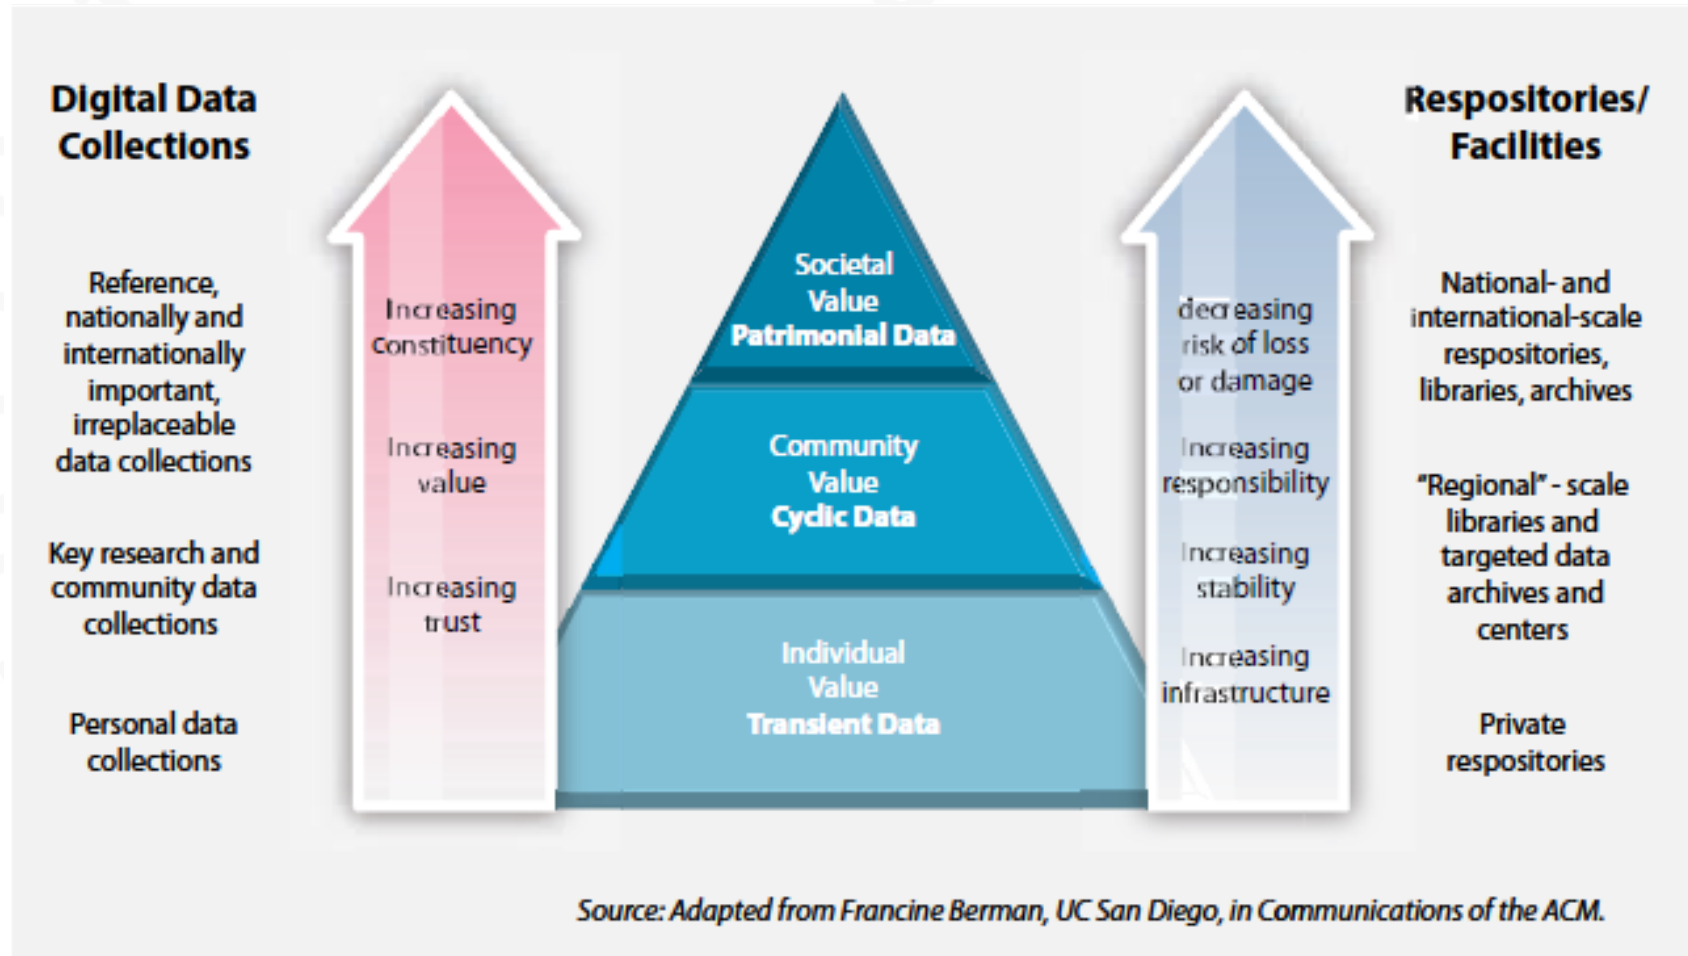 Digital Data
Collections
Reference,
nationally and
internationally
important,
irreplaceable
data collections
Key research and
community data
collections
Personal data
collections
Increasing
constituency
Increasing
value
Increasing
trust
Societal
Value
Patrimonial Data
Community
Value
Cyclic Data
Individual
Value
Transient Data
decreasing
risk of loss
or damage
Increasing
responsibility
Increasing
stability
Increasing
infrastructure
Respositories/
Facilities
National- and
international-scale
respositories,
libraries, archives
“Regional” - scale
libraries and
targeted data
archives and
centers
Private
respositories
Source: Adapted from Francine Berman, UC San Diego, in Communications of the ACM.